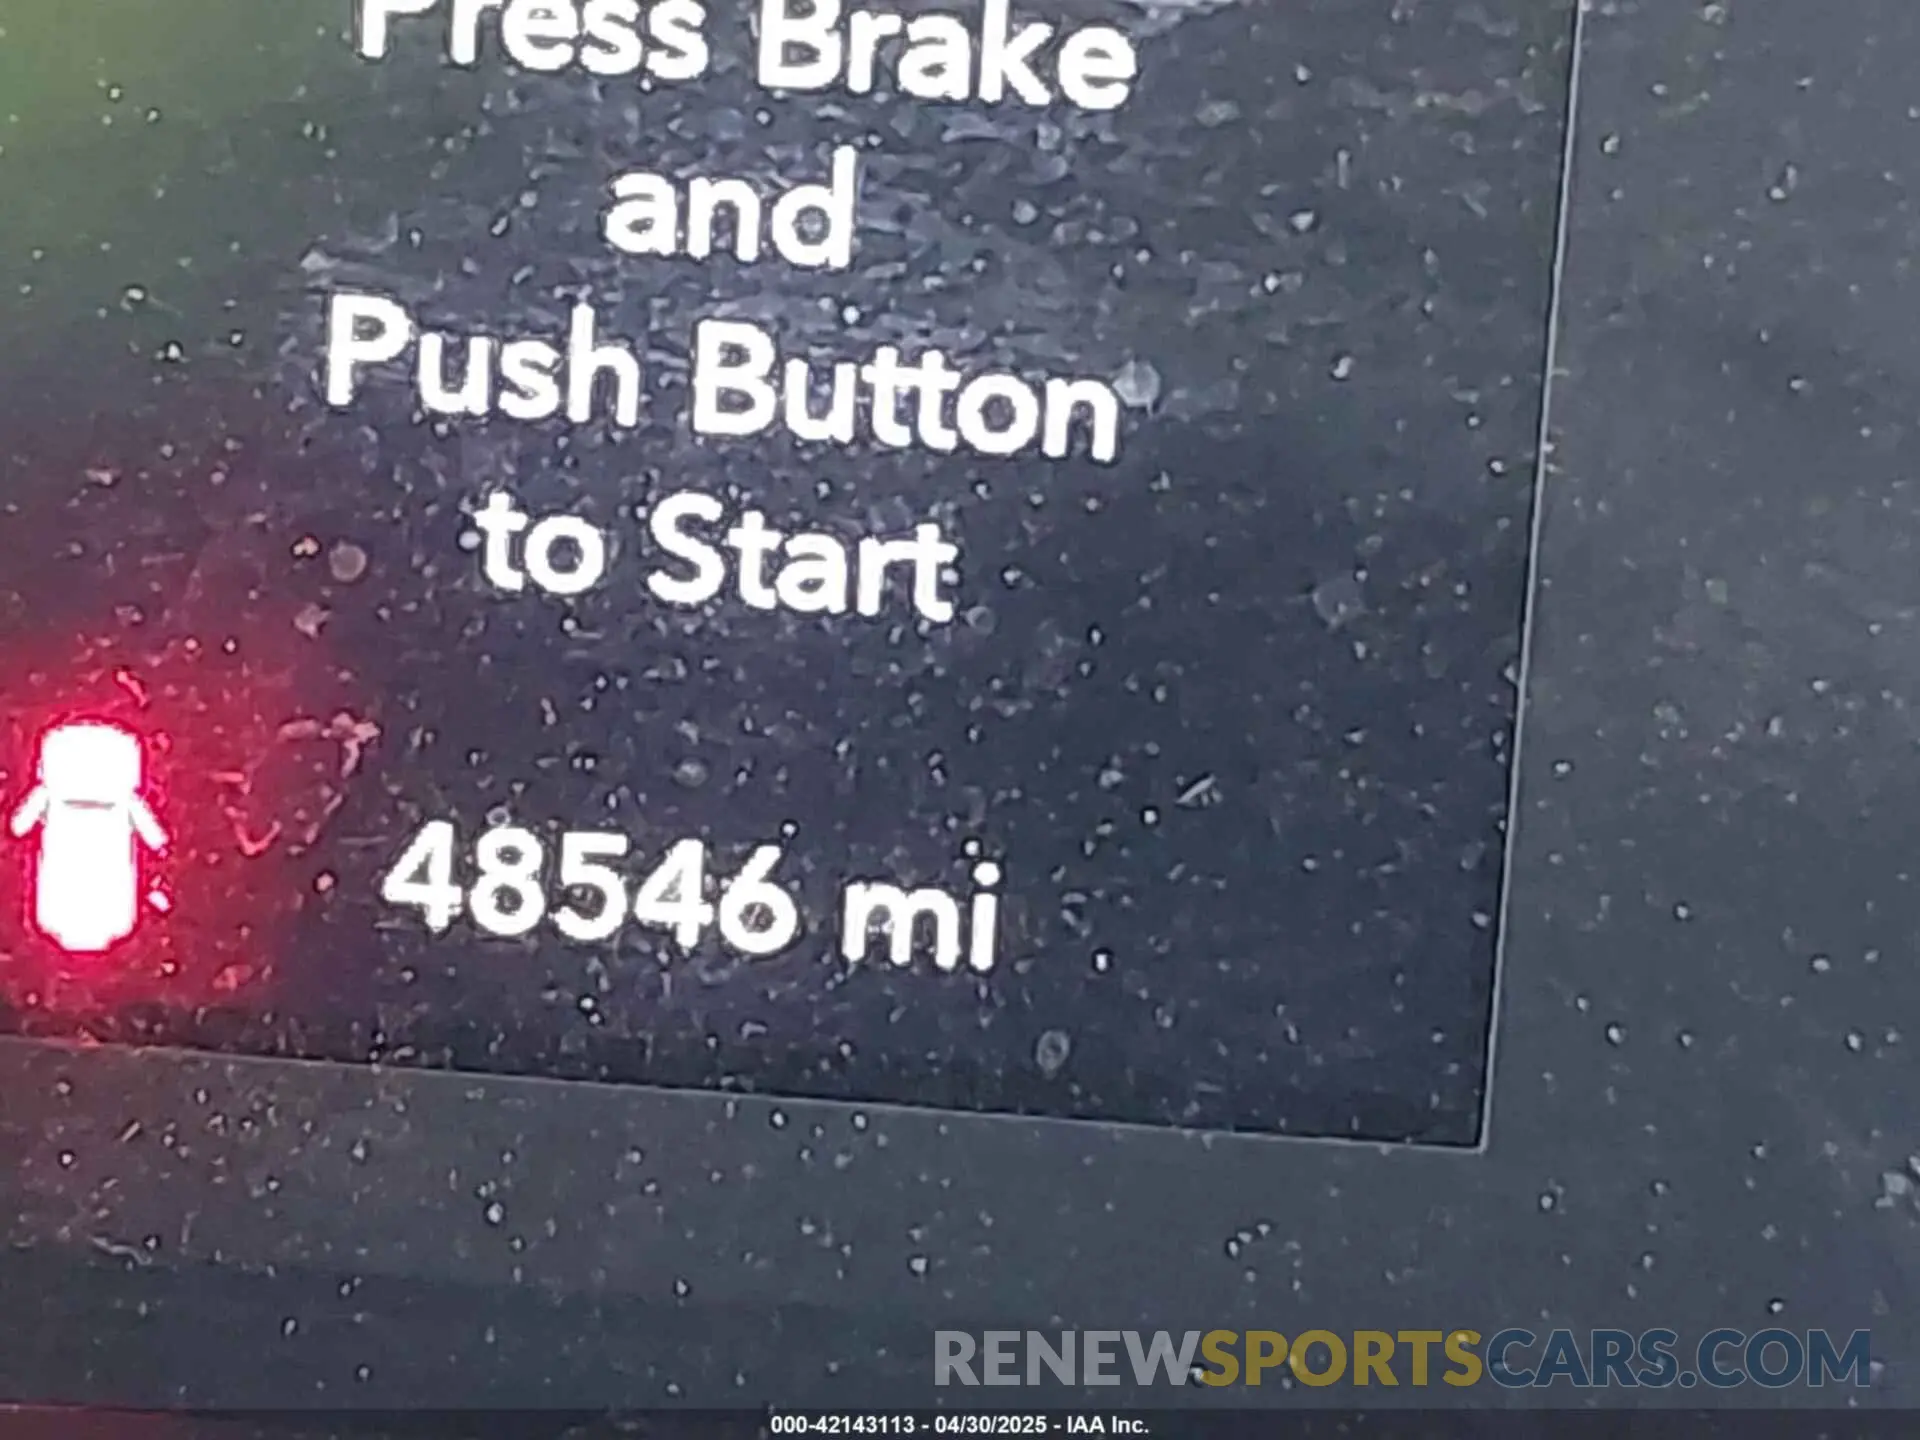 Press Brake
and
Push Button
to Start
48546 mi
RENEWSPORTSCARS.COM
000-42143113 - 04/30/2025 - IAA Inc.